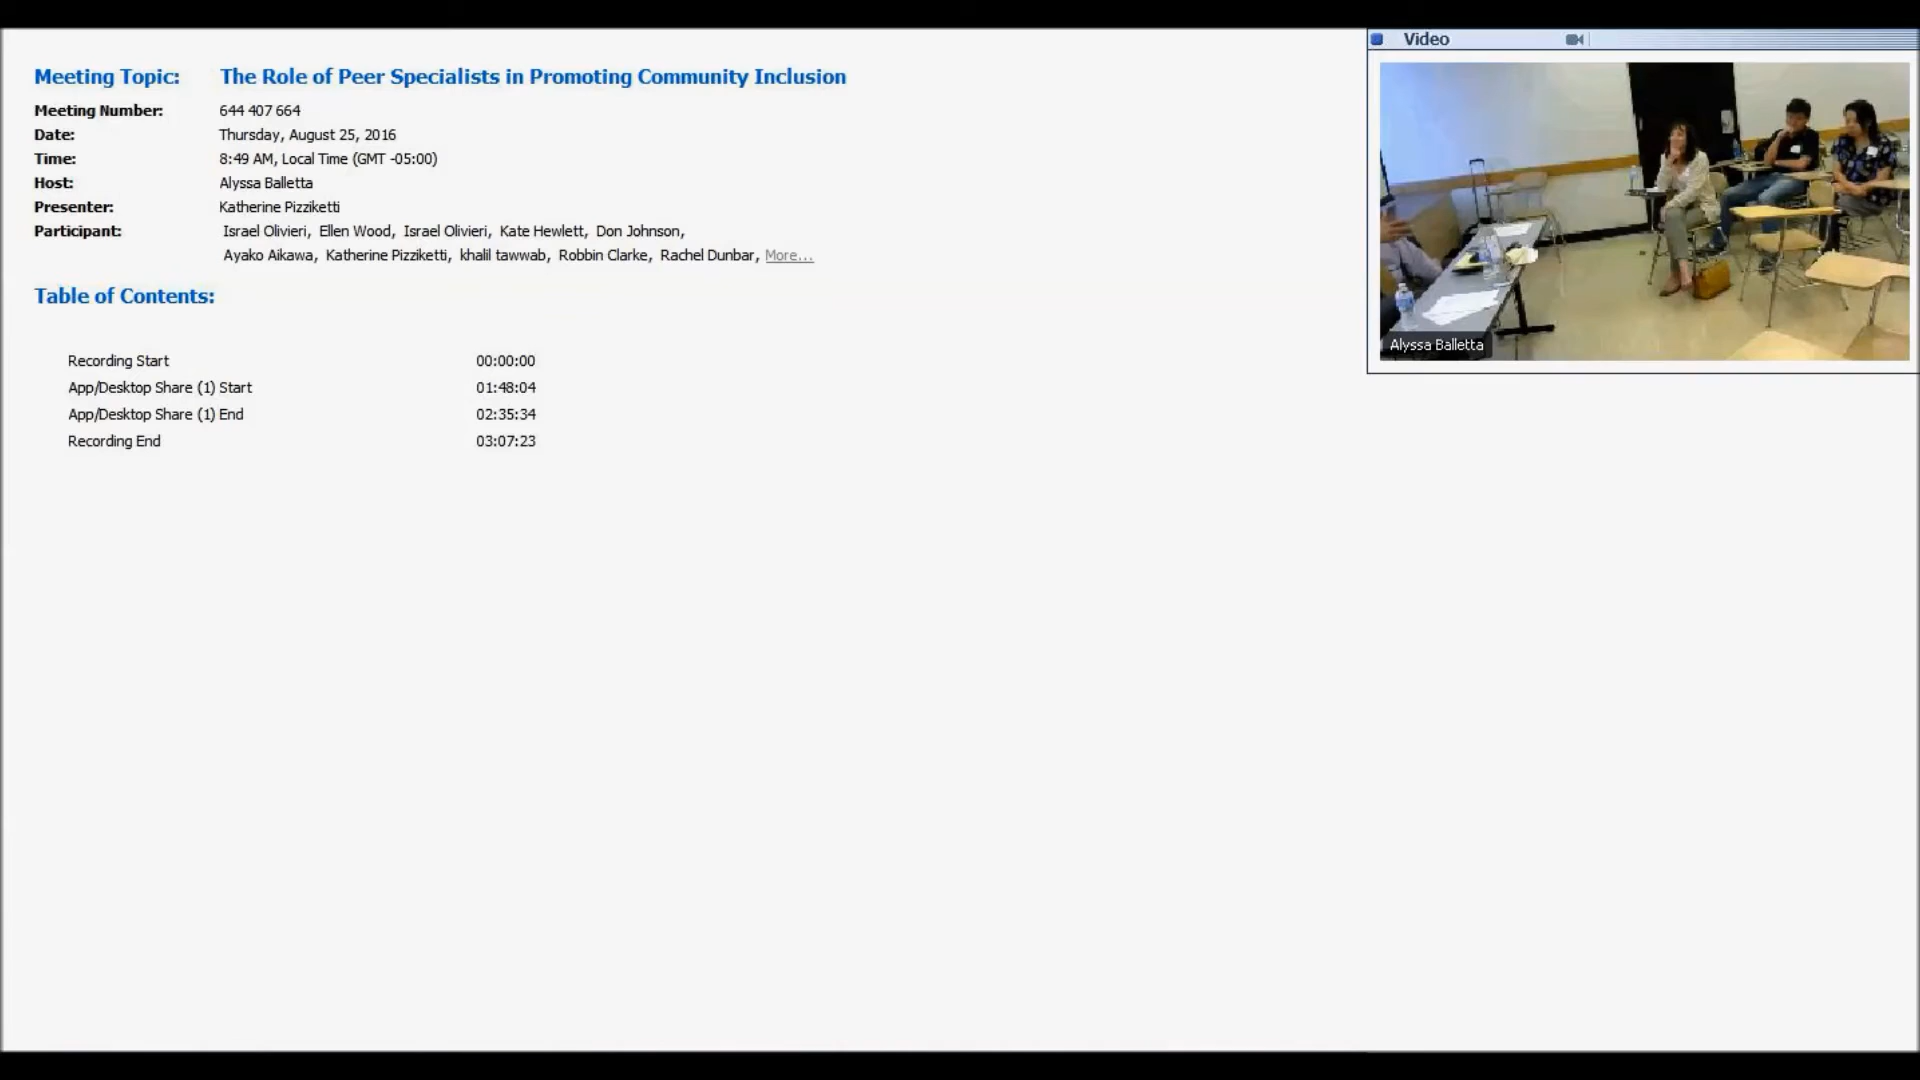 Meeting Topic: The Role of Peer Specialists in Promoting Community Inclusion
Meeting Number: 644 407 664
Date: Thursday, August 25, 2016
Time: 8:49 AM, Local Time (GMT -05:00)
Host: Alyssa Balletta
Presenter: Katherine Pizziketti
Participant: Israel Olivieri, Ellen Wood, Israel Olivieri, Kate Hewlett, Don Johnson,
Ayako Aikawa, Katherine Pizziketti, khalil tawwab, Robbin Clarke, Rachel Dunbar, More...
Table of Contents:
Recording Start 00:00:00
App/Desktop Share (1) Start 01:48:04
App/Desktop Share (1) End 02:35:34
Recording End 03:07:23
Video
Alyssa Balletta